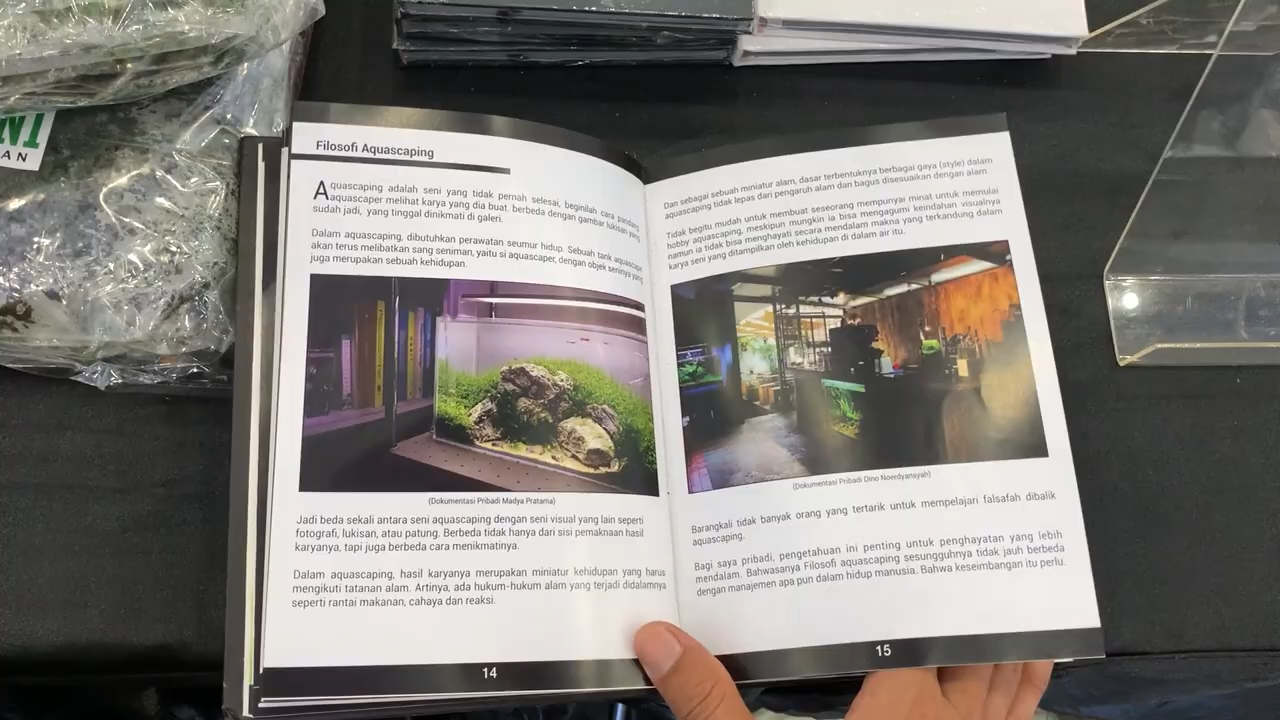 NT
AN
Filosofi Aquascaping
Aquascaping adalah seni yang tidak pernah selesai, beginilah cara pandang
aquascaper melihat karya yang dia buat. berbeda dengan gambar lukisan yang
sudah jadi, yang tinggal dinikmati di galeri.
Dalam aquascaping, dibutuhkan perawatan seumur hidup. Sebuah tank aquascape
akan terus melibatkan sang seniman, yaitu si aquascaper, dengan objek seninya yang
juga merupakan sebuah kehidupan.
(Dokumentasi Pribadi Madya Pratama)
Jadi beda sekali antara seni aquascaping dengan seni visual yang lain seperti
fotografi, lukisan, atau patung. Berbeda tidak hanya dari sisi pemaknaan hasil
karyanya, tapi juga berbeda cara menikmatinya.
Dalam aquascaping, hasil karyanya merupakan miniatur kehidupan yang harus
mengikuti tatanan alam. Artinya, ada hukum-hukum alam yang terjadi didalamnya
seperti rantai makanan, cahaya dan reaksi.
14
Dan sebagai sebuah miniatur alam, dasar terbentuknya berbagai gaya (style) dalam
aquascaping tidak lepas dari pengaruh alam dan bagus disesuaikan dengan alam
Tidak begitu mudah untuk membuat seseorang mempunyai minat untuk memulai
hobby aquascaping, meskipun mungkin ia bisa mengagumi keindahan visualnya
namun ia tidak bisa menghayati secara mendalam makna yang terkandung dalam
karya seni yang ditampilkan oleh kehidupan di dalam air itu.
(Dokumentasi Pribadi Dino Noerdyansyah)
Barangkali tidak banyak orang yang tertarik untuk mempelajari falsafah dibalik
aquascaping.
Bagi saya pribadi, pengetahuan ini penting untuk penghayatan yang lebih
mendalam. Bahwasanya Filosofi aquascaping sesungguhnya tidak jauh berbeda
dengan manajemen apa pun dalam hidup manusia. Bahwa keseimbangan itu perlu.
15